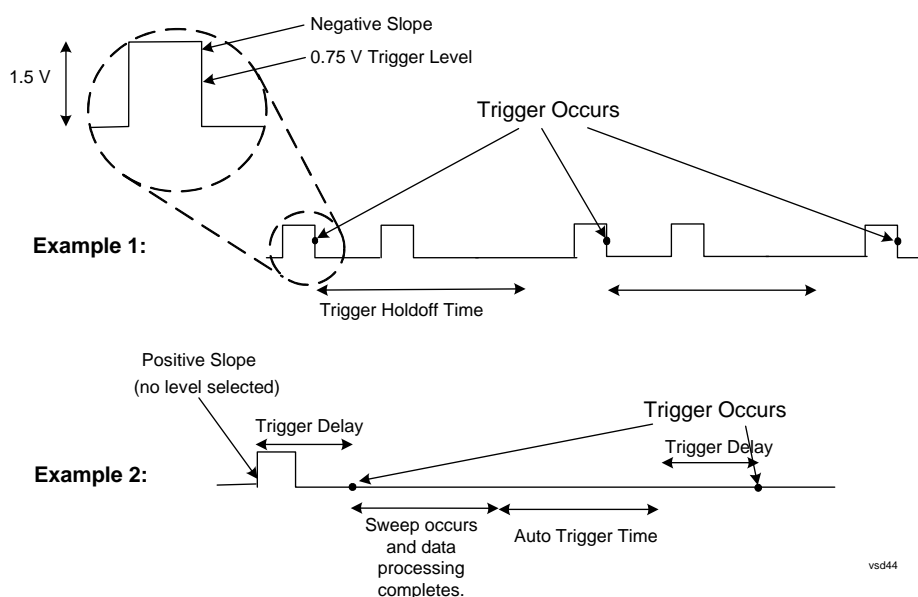 Negative Slope
0.75 V Trigger Level
1.5 V
Trigger Occurs
Example 1:
Trigger Holdoff Time
Positive Slope
(no level selected)
Trigger Delay
Trigger Occurs
Trigger Delay
Example 2:
Sweep occurs
and data
processing
completes.
Auto Trigger Time
vsd44